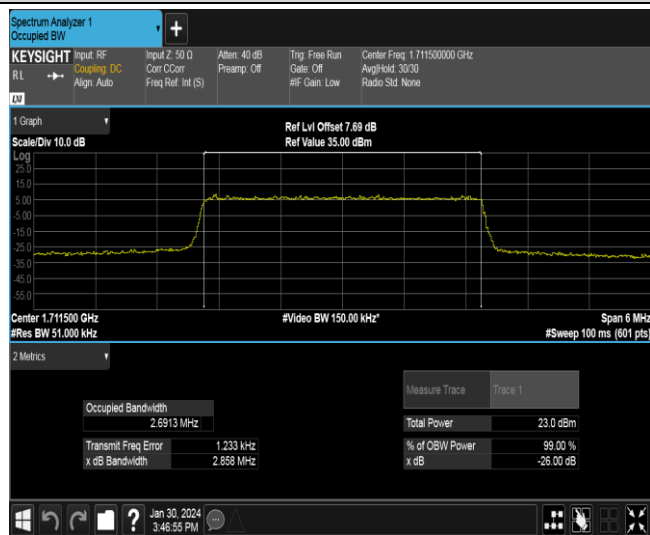 Spectrum Analyzer 1
Occupied BW
KEYSIGHT
RL
LXI
Input: RF
Coupling: DC
Align: Auto
Input Z: 50 Ω
Corr CCorr
Freq Ref: Int (S)
Atten: 40 dB
Preamp: Off
Trig: Free Run
Gate: Off
#IF Gain: Low
Center Freq: 1.711500000 GHz
Avg|Hold: 30/30
Radio Std: None
1 Graph
Scale/Div 10.0 dB
Ref Lvl Offset 7.69 dB
Ref Value 35.00 dBm
Log
25.0
15.0
5.00
-5.00
-15.0
-25.0
-35.0
-45.0
-55.0
Center 1.711500 GHz
#Res BW 51.000 kHz
#Video BW 150.00 kHz*
Span 6 MHz
#Sweep 100 ms (601 pts)
2 Metrics
Measure Trace
Trace 1
Occupied Bandwidth
2.6913 MHz
Total Power
23.0 dBm
Transmit Freq Error
1.233 kHz
% of OBW Power
99.00 %
x dB Bandwidth
2.858 MHz
x dB
-26.00 dB
?
Jan 30, 2024
3:46:55 PM